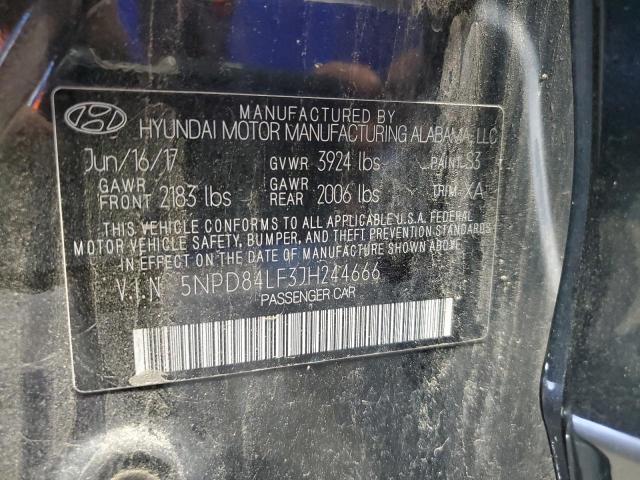 MANUFACTURED BY
HYUNDAI MOTOR MANUFACTURING ALABAMA, LLC
Jun/16/17 GVWR 3924 lbs PAINT S3
GAWR FRONT 2183 lbs GAWR REAR 2006 lbs TRIM XA
THIS VEHICLE CONFORMS TO ALL APPLICABLE U.S.A. FEDERAL
MOTOR VEHICLE SAFETY, BUMPER, AND THEFT PREVENTION STANDARDS
IN EFFECT ON THE DATE OF MANUFACTURE SHOWN ABOVE.
V.I.N 5NPD84LF3JH244666
PASSENGER CAR